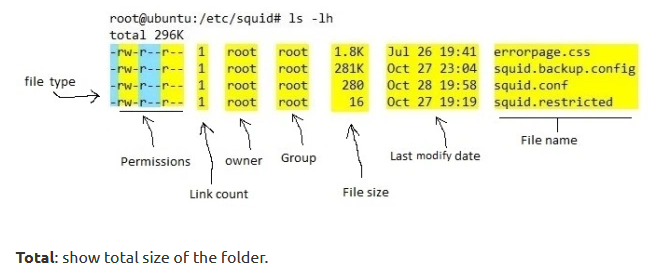 root@ubuntu:/etc/squid# ls -lh
total 296K
-rw-r--r-- 1 root root 1.8K Jul 26 19:41 errorpage.css
-rw-r--r-- 1 root root 281K Oct 27 23:04 squid.backup.config
-rw-r--r-- 1 root root 280 Oct 28 19:58 squid.conf
-rw-r--r-- 1 root root 16 Oct 27 19:19 squid.restricted
file type
Permissions
Link count
owner
Group
File size
Last modify date
File name
Total: show total size of the folder.